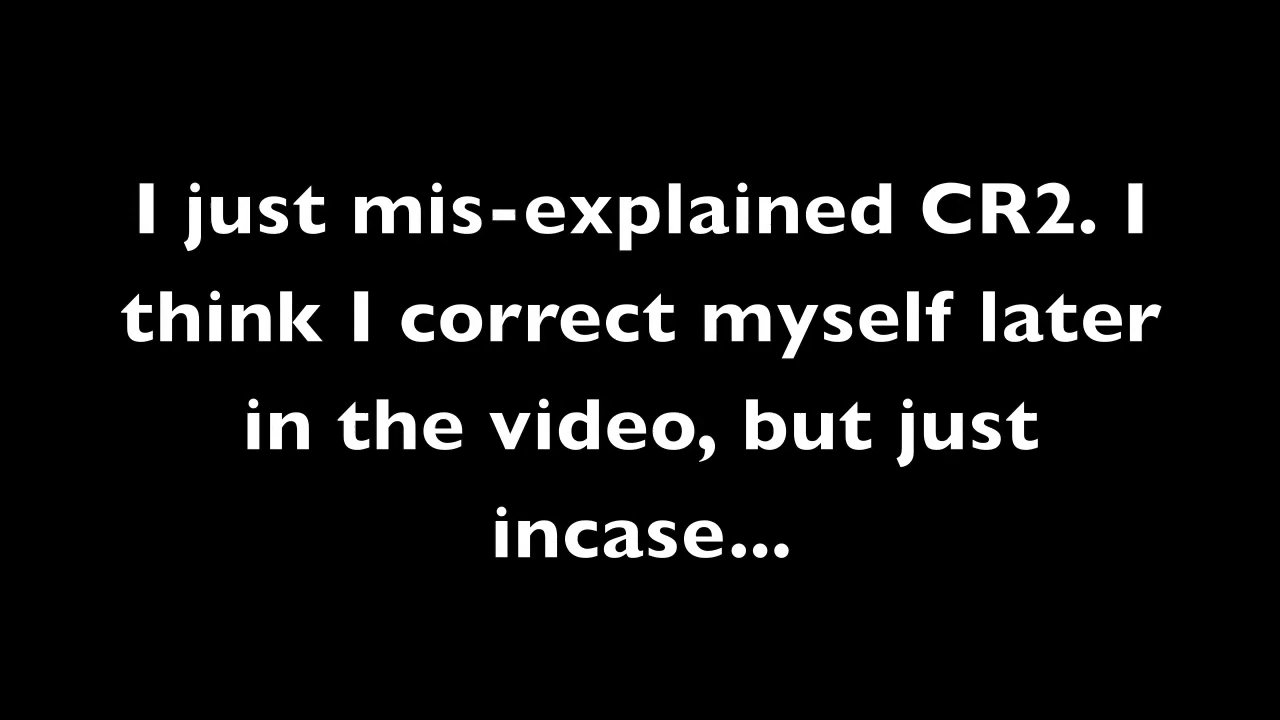 I just mis-explained CR2. I
think I correct myself later
in the video, but just
incase...